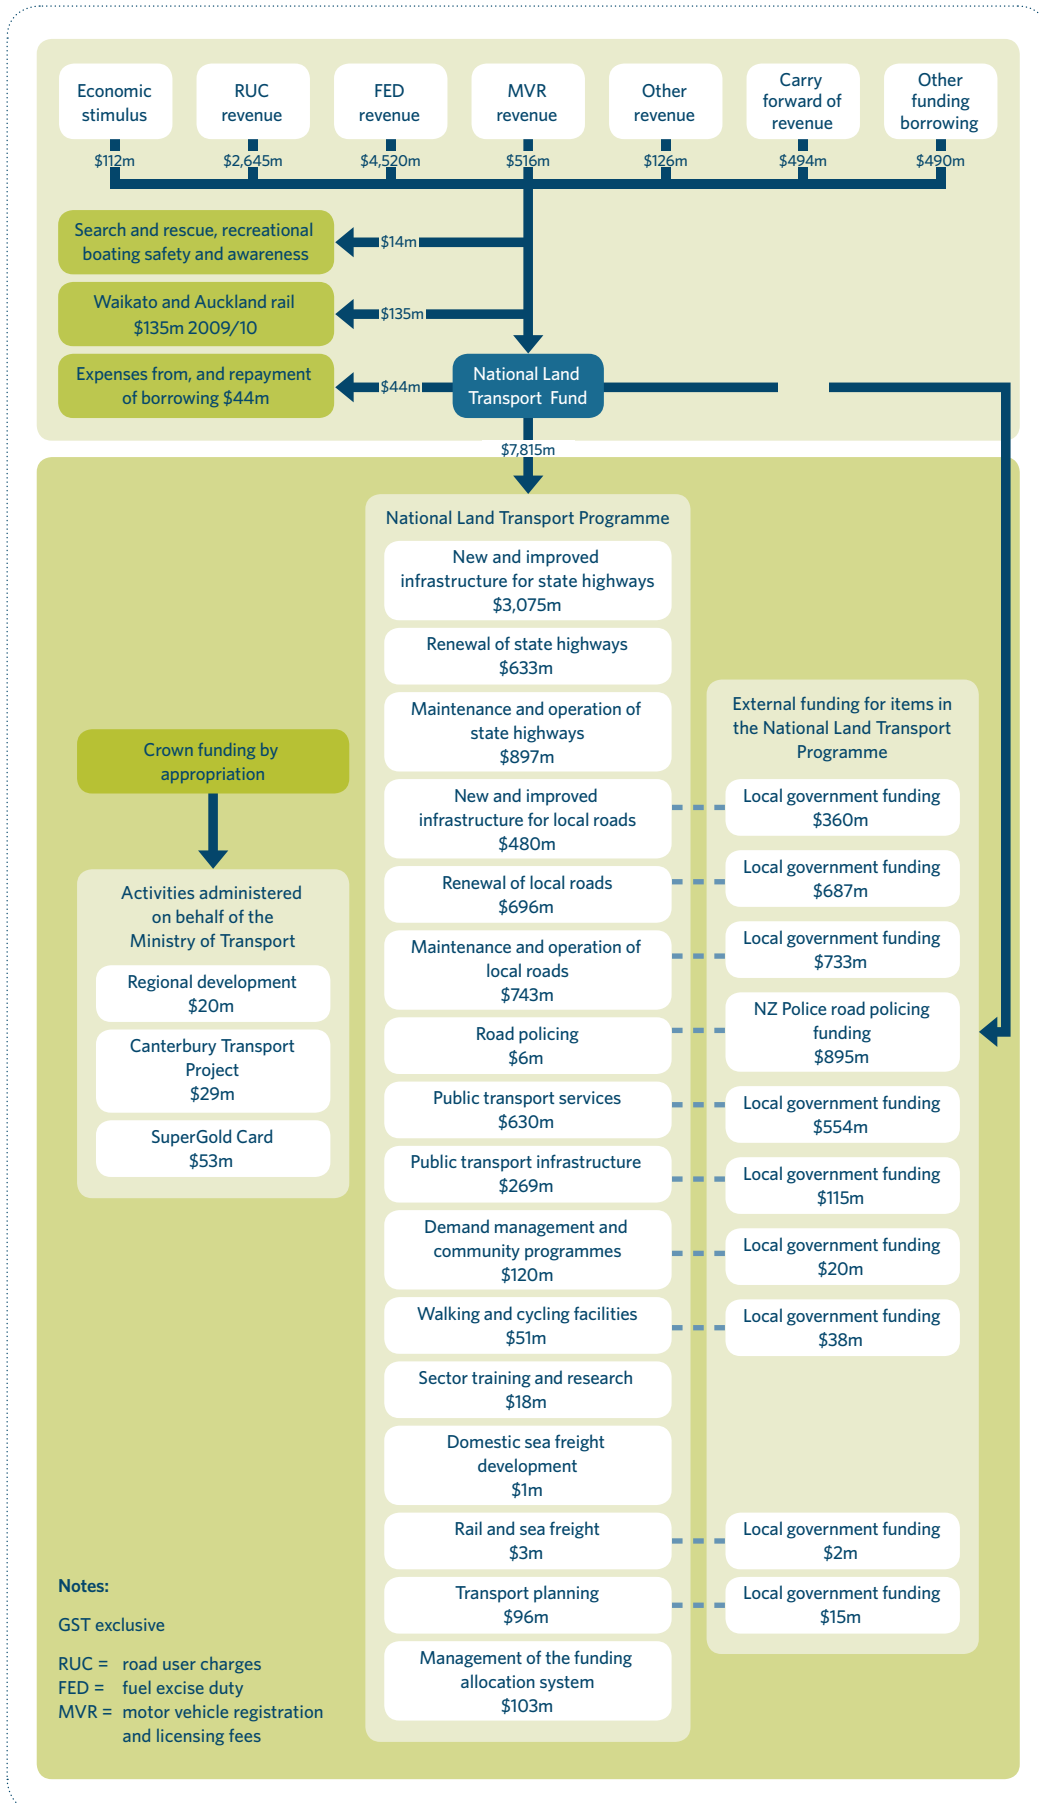 Economic
stimulus
RUC
revenue
FED
revenue
MVR
revenue
Other
revenue
Carry
forward of
revenue
Other
funding
borrowing
$112m
$2,645m
$4,520m
$516m
$126m
$494m
$490m
Search and rescue, recreational
boating safety and awareness
$14m
Waikato and Auckland rail
$135m 2009/10
$135m
Expenses from, and repayment
of borrowing $44m
$44m
National Land
Transport Fund
$7,815m
National Land Transport Programme
New and improved
infrastructure for state highways
$3,075m
Renewal of state highways
$633m
Maintenance and operation of
state highways
$897m
New and improved
infrastructure for local roads
$480m
Renewal of local roads
$696m
Maintenance and operation of
local roads
$743m
Road policing
$6m
Public transport services
$630m
Public transport infrastructure
$269m
Demand management and
community programmes
$120m
Walking and cycling facilities
$51m
Sector training and research
$18m
Domestic sea freight
development
$1m
Rail and sea freight
$3m
Transport planning
$96m
Management of the funding
allocation system
$103m
External funding for items in
the National Land Transport
Programme
Local government funding
$360m
Local government funding
$687m
Local government funding
$733m
NZ Police road policing
funding
$895m
Local government funding
$554m
Local government funding
$115m
Local government funding
$20m
Local government funding
$38m
Local government funding
$2m
Local government funding
$15m
Crown funding by
appropriation
Activities administered
on behalf of the
Ministry of Transport
Regional development
$20m
Canterbury Transport
Project
$29m
SuperGold Card
$53m
Notes:
GST exclusive
RUC = road user charges
FED = fuel excise duty
MVR = motor vehicle registration
and licensing fees